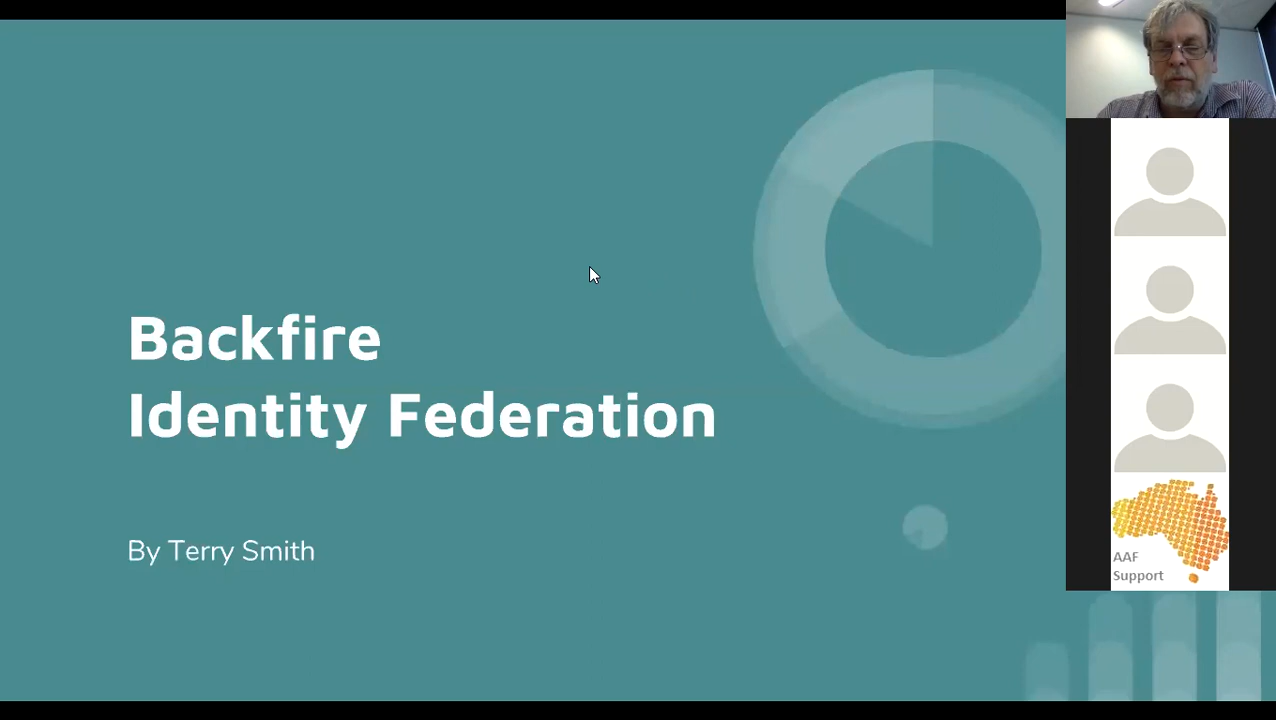 Backfire
Identity Federation
By Terry Smith
AAF
Support